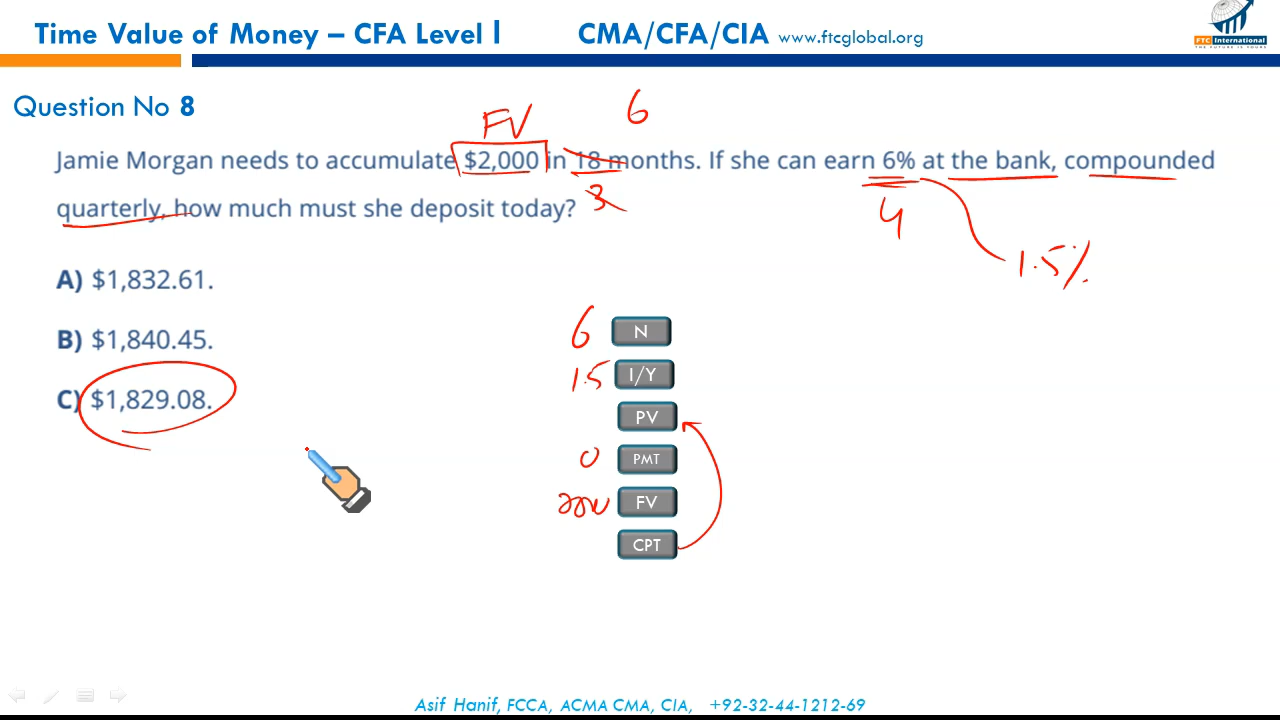 Time Value of Money – CFA Level I CMA/CFA/CIA www.ftcglobal.org
FTC International
THE FUTURE IS YOURS
Question No 8
FV 6
Jamie Morgan needs to accumulate $2,000 in 18 months. If she can earn 6% at the bank, compounded
quarterly, how much must she deposit today?
3
4
1.5%
A) $1,832.61.
B) $1,840.45.
C) $1,829.08.
6 N
1.5 I/Y
PV
0 PMT
2000 FV
CPT
Asif Hanif, FCCA, ACMA CMA, CIA, +92-32-44-1212-69